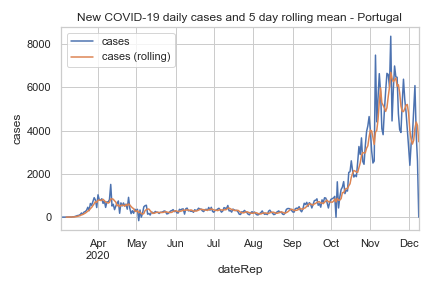 New COVID-19 daily cases and 5 day rolling mean - Portugal
cases
cases (rolling)
8000
6000
4000
2000
0
cases
Apr
2020
May
Jun
Jul
Aug
Sep
Oct
Nov
Dec
dateRep